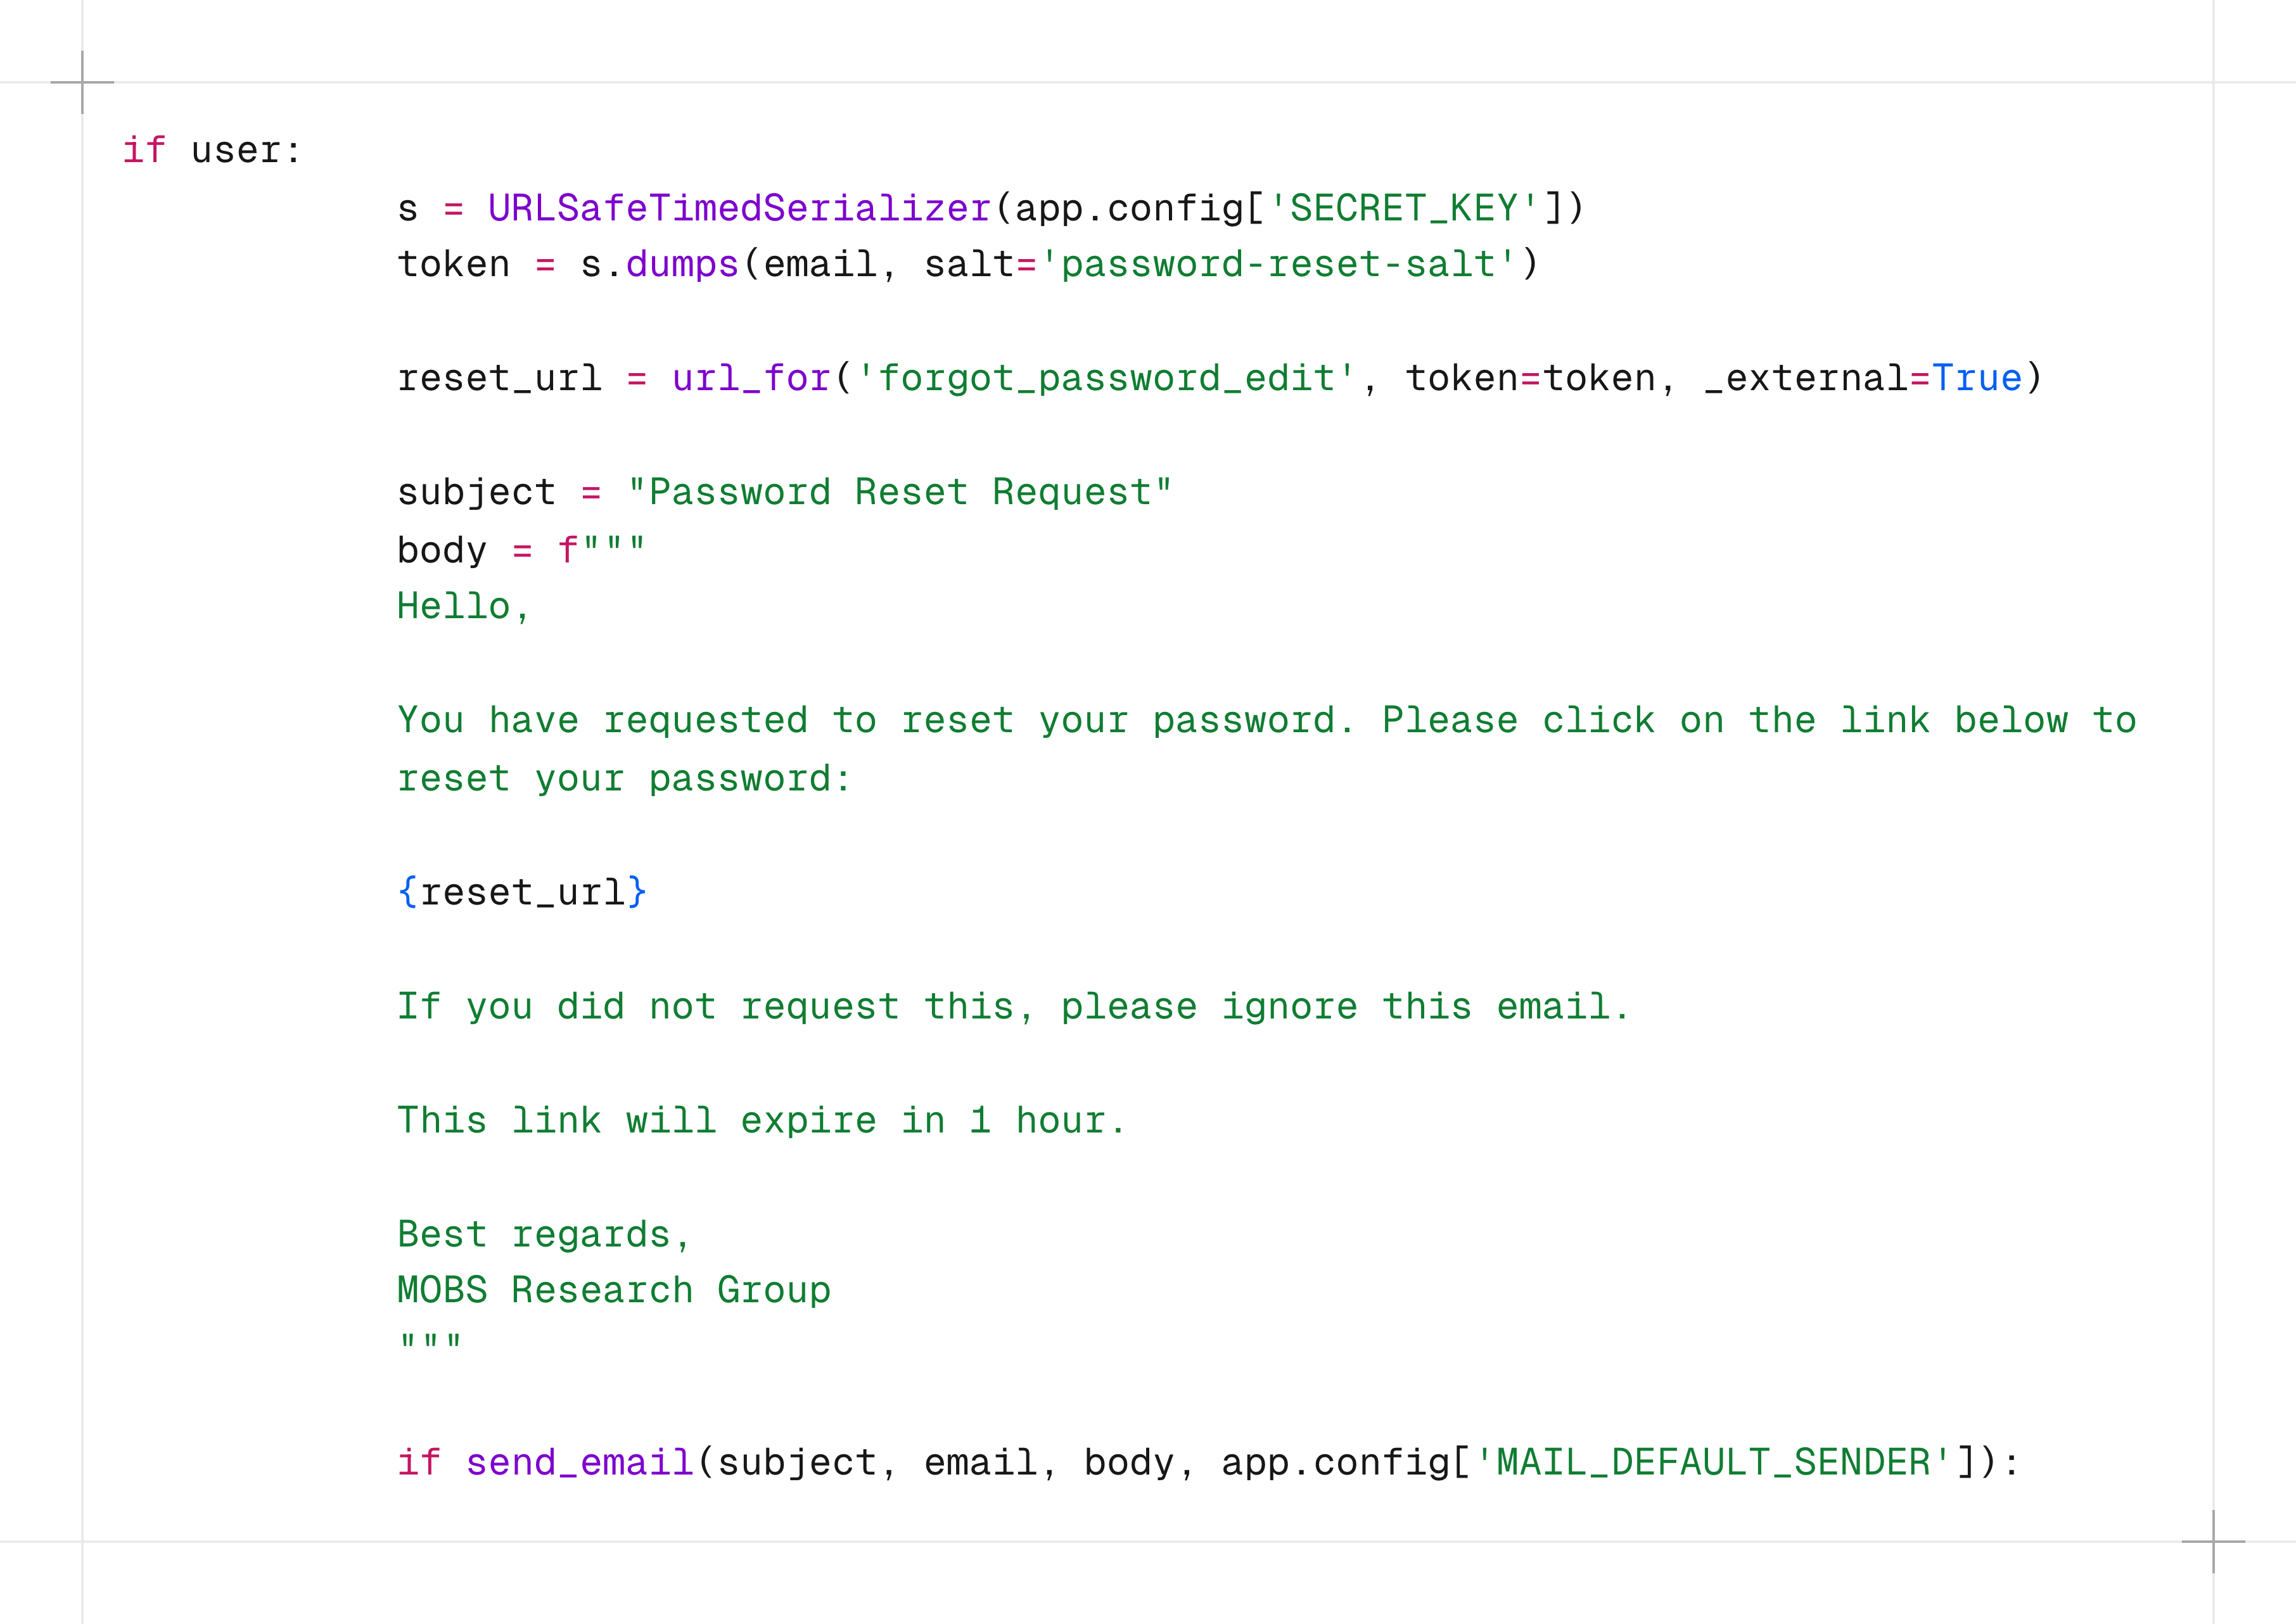 if user:
s = URLSafeTimedSerializer(app.config['SECRET_KEY'])
token = s.dumps(email, salt='password-reset-salt')
reset_url = url_for('forgot_password_edit', token=token, _external=True)
subject = "Password Reset Request"
body = f"""
Hello,
You have requested to reset your password. Please click on the link below to
reset your password:
{reset_url}
If you did not request this, please ignore this email.
This link will expire in 1 hour.
Best regards,
MOBS Research Group
"""
if send_email(subject, email, body, app.config['MAIL_DEFAULT_SENDER']):